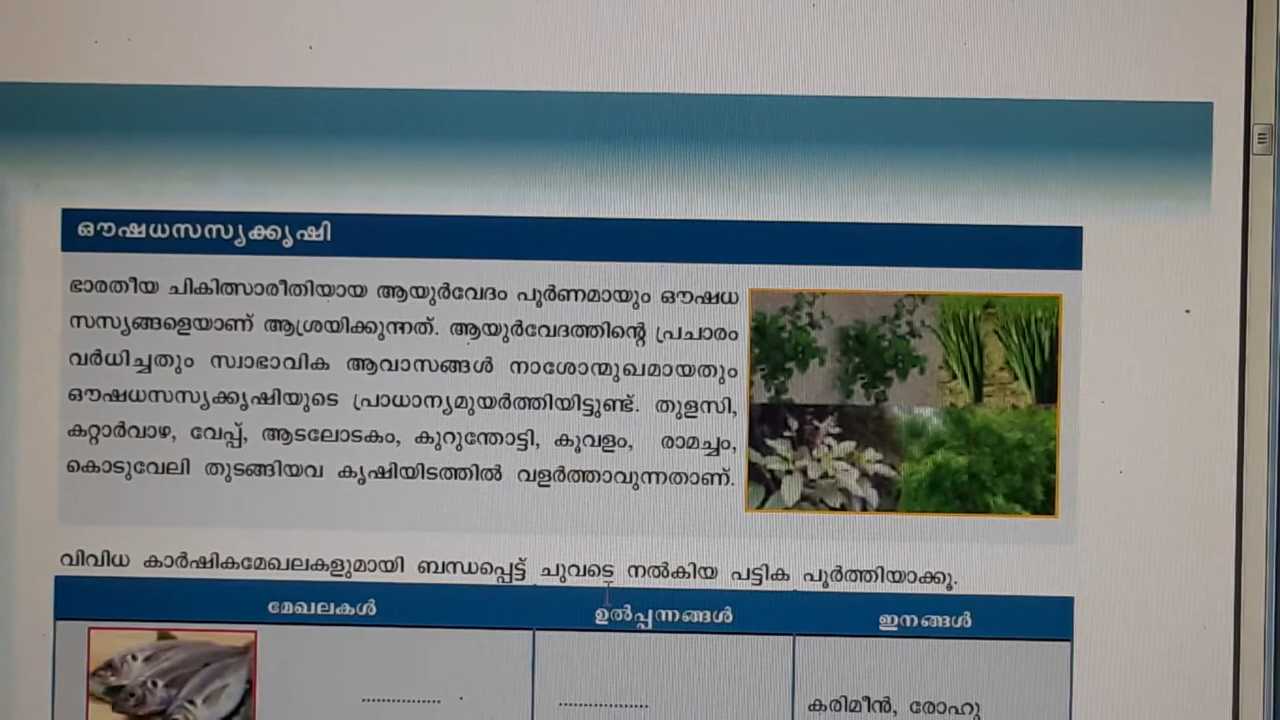 ഔഷധസസ്യക്കൃഷി
ഭാരതീയ ചികിത്സാരീതിയായ ആയുർവേദം പൂർണമായും ഔഷധ
സസ്യങ്ങളെയാണ് ആശ്രയിക്കുന്നത്. ആയുർവേദത്തിന്റെ പ്രചാരം
വർധിച്ചതും സ്വാഭാവിക ആവാസങ്ങൾ നാശോന്മുഖമായതും
ഔഷധസസ്യക്കൃഷിയുടെ പ്രാധാന്യമുയർത്തിയിട്ടുണ്ട്. തുളസി,
കറ്റാർവാഴ, വേപ്പ്, ആടലോടകം, കുറുന്തോട്ടി, കൂവളം, രാമച്ചം,
കൊടുവേലി തുടങ്ങിയവ കൃഷിയിടത്തിൽ വളർത്താവുന്നതാണ്.
വിവിധ കാർഷികമേഖലകളുമായി ബന്ധപ്പെട്ട് ചുവടെ നൽകിയ പട്ടിക പൂർത്തിയാക്കൂ.
മേഖലകൾ ഉൽപ്പന്നങ്ങൾ ഇനങ്ങൾ
................ .................. കരിമീൻ, രോഹു